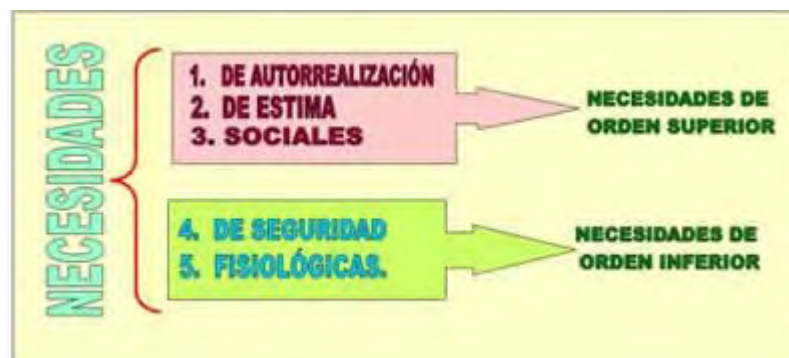 NECESIDADES
1. DE AUTORREALIZACIÓN
2. DE ESTIMA
3. SOCIALES
NECESIDADES DE
ORDEN SUPERIOR
4. DE SEGURIDAD
5. FISIOLÓGICAS.
NECESIDADES DE
ORDEN INFERIOR